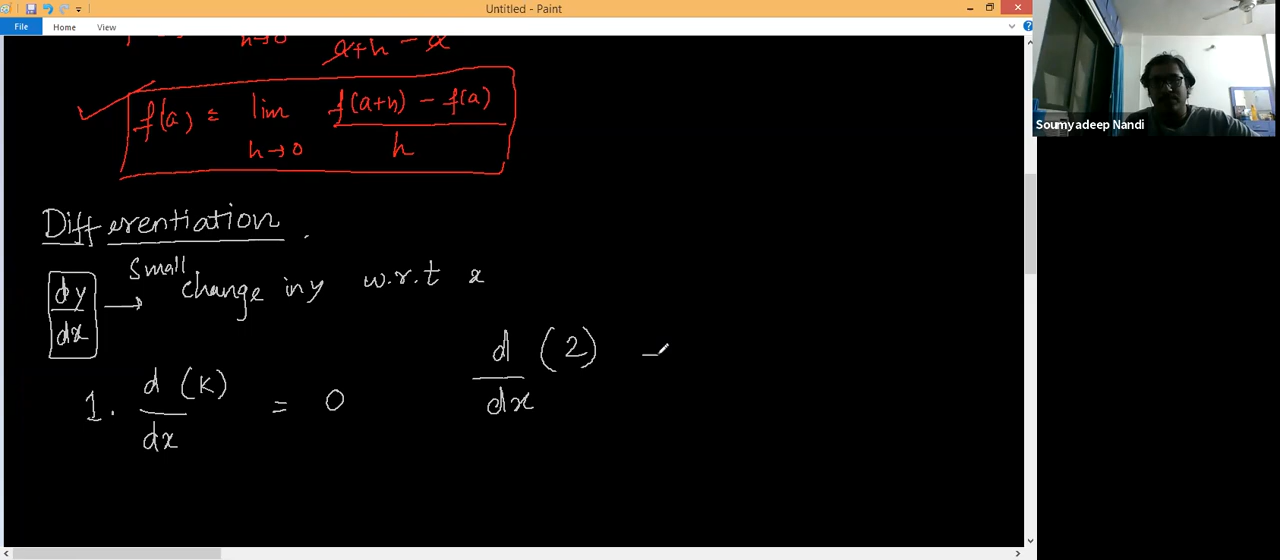 Untitled - Paint
File Home View
h→0 a+h - a
f(a) = lim f(a+h) - f(a)
h→0 h
Soumyadeep Nandi
Differentiation.
dy/dx → small change in y w.r.t x
1. d/dx (K) = 0 d/dx (2) -